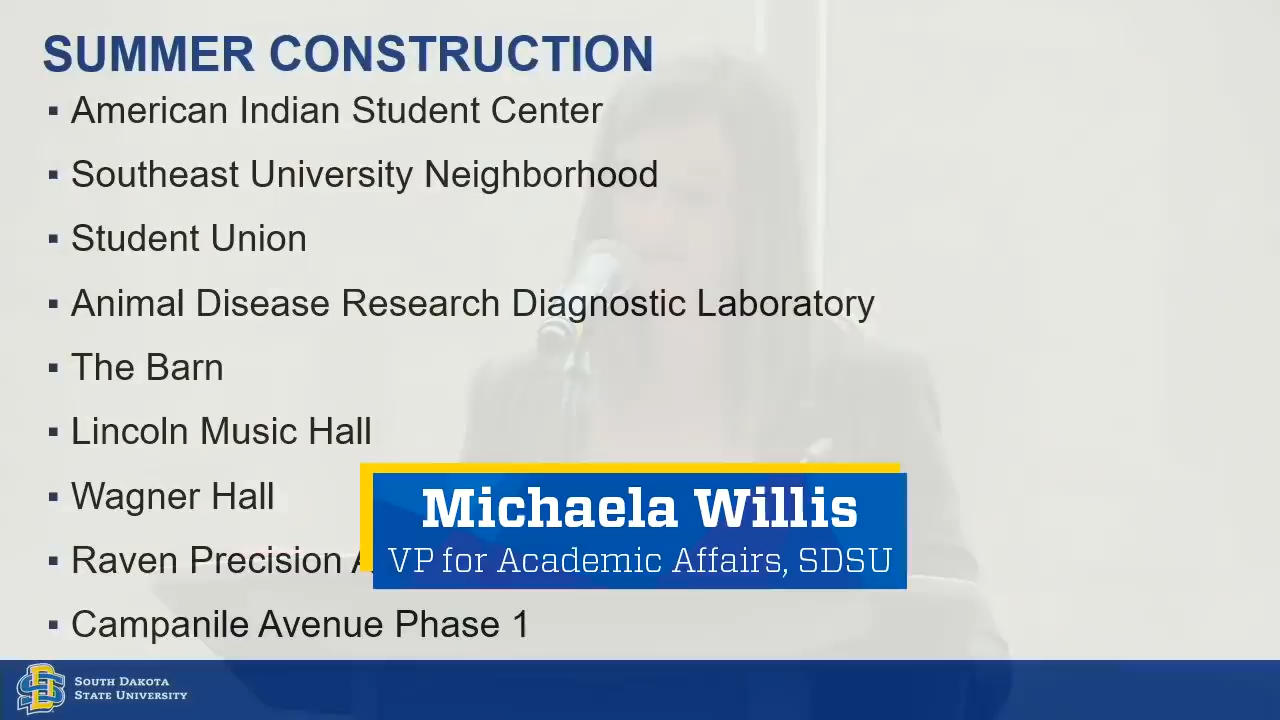 SUMMER CONSTRUCTION
▪ American Indian Student Center
▪ Southeast University Neighborhood
▪ Student Union
▪ Animal Disease Research Diagnostic Laboratory
▪ The Barn
▪ Lincoln Music Hall
▪ Wagner Hall
▪ Raven Precision
▪ Campanile Avenue Phase 1
Michaela Willis
VP for Academic Affairs, SDSU
SOUTH DAKOTA
STATE UNIVERSITY